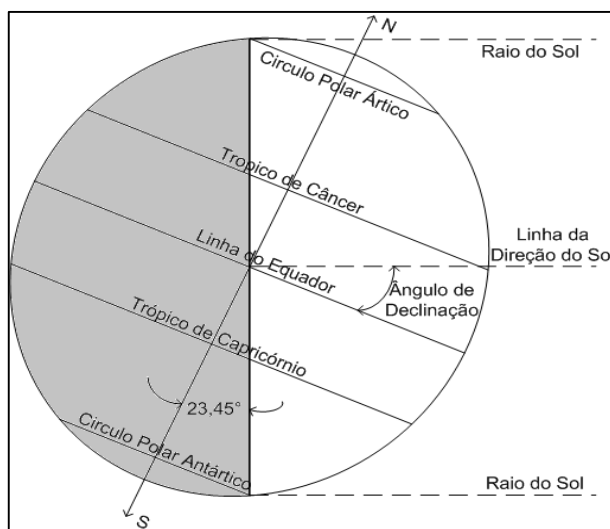 N
Raio do Sol
Circulo Polar Ártico
Tropico de Câncer
Linha da
Direção do Sol
Linha do Equador
Ângulo de
Declinação
Trópico de Capricórnio
23,45°
Circulo Polar Antártico
Raio do Sol
S